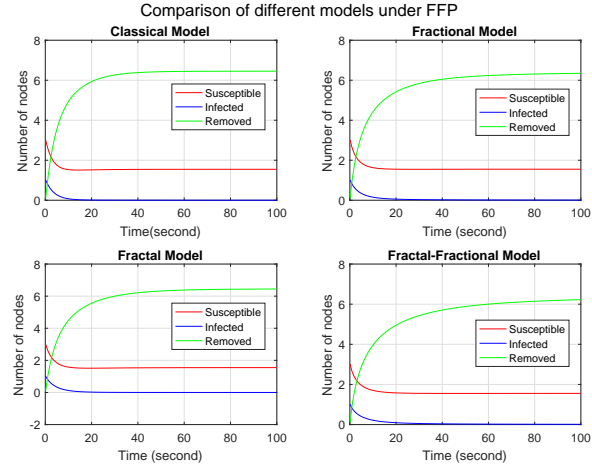 Comparison of different models under FFP
Classical Model
Number of nodes
8
6
4
2
0
Susceptible
Infected
Removed
0 20 40 60 80 100
Time(second)
Fractional Model
Number of nodes
8
6
4
2
0
Susceptible
Infected
Removed
0 20 40 60 80 100
Time (second)
Fractal Model
Number of nodes
8
6
4
2
0
-2
Susceptible
Infected
Removed
0 20 40 60 80 100
Time (second)
Fractal-Fractional Model
Number of nodes
8
6
4
2
0
Susceptible
Infected
Removed
0 20 40 60 80 100
Time (second)